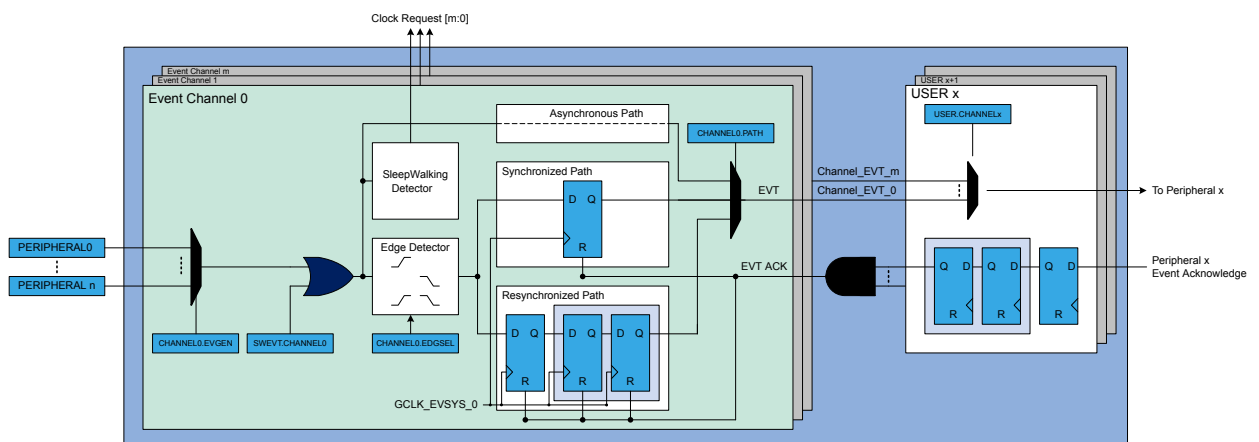 Clock Request [m:0]
Event Channel m
Event Channel 1
Event Channel 0
USER x+1
USER x
Asynchronous Path
CHANNEL0.PATH
USER.CHANNELx
SleepWalking
Detector
Synchronized Path
D Q
R
EVT
Channel_EVT_m
Channel_EVT_0
To Peripheral x
PERIPHERAL0
PERIPHERAL n
Edge Detector
EVT ACK
Q D
R
Q D
R
Q D
R
Peripheral x
Event Acknowledge
Resynchronized Path
D Q
R
D Q
R
D Q
R
CHANNEL0.EVGEN
SWEVT.CHANNEL0
CHANNEL0.EDGSEL
GCLK_EVSYS_0